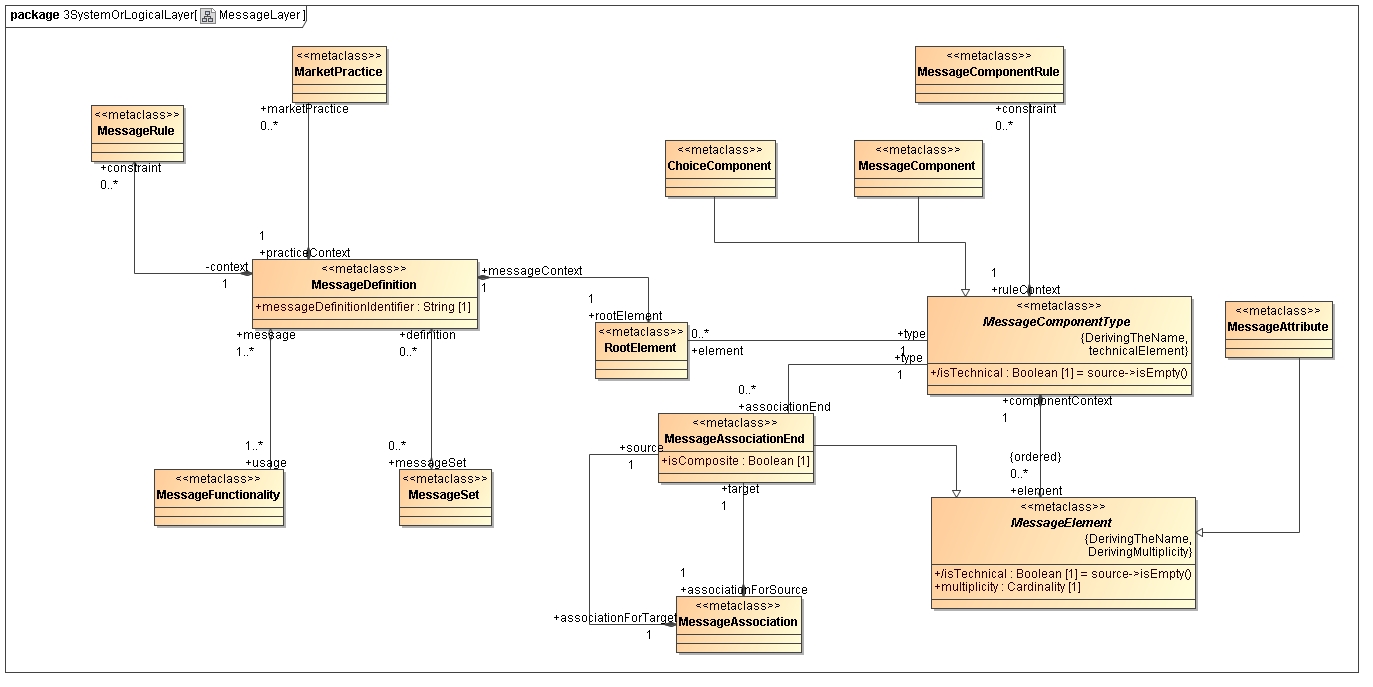 package 3SystemOrLogicalLayer[ MessageLayer]
<<metaclass>>
MarketPractice
+marketPractice
0..*
<<metaclass>>
MessageRule
+constraint
0..*
<<metaclass>>
MessageComponentRule
+constraint
0..*
<<metaclass>>
ChoiceComponent
<<metaclass>>
MessageComponent
1
+practiceContext
-context
1
<<metaclass>>
MessageDefinition
+messageDefinitionIdentifier : String [1]
+messageContext
1
1
+rootElement
<<metaclass>>
RootElement
0..*
+element
1
+ruleContext
<<metaclass>>
MessageComponentType
{DerivingTheName,
technicalElement}
+/isTechnical : Boolean [1] = source->isEmpty()
+type
1
+type
1
<<metaclass>>
MessageAttribute
+message
1..*
+definition
0..*
1..*
+usage
<<metaclass>>
MessageFunctionality
0..*
+messageSet
<<metaclass>>
MessageSet
0..*
+associationEnd
<<metaclass>>
MessageAssociationEnd
+isComposite : Boolean [1]
+source
1
+target
1
+componentContext
1
{ordered}
0..*
+element
<<metaclass>>
MessageElement
{DerivingTheName,
DerivingMultiplicity}
+/isTechnical : Boolean [1] = source->isEmpty()
+multiplicity : Cardinality [1]
1
+associationForSource
+associationForTarget
1
<<metaclass>>
MessageAssociation